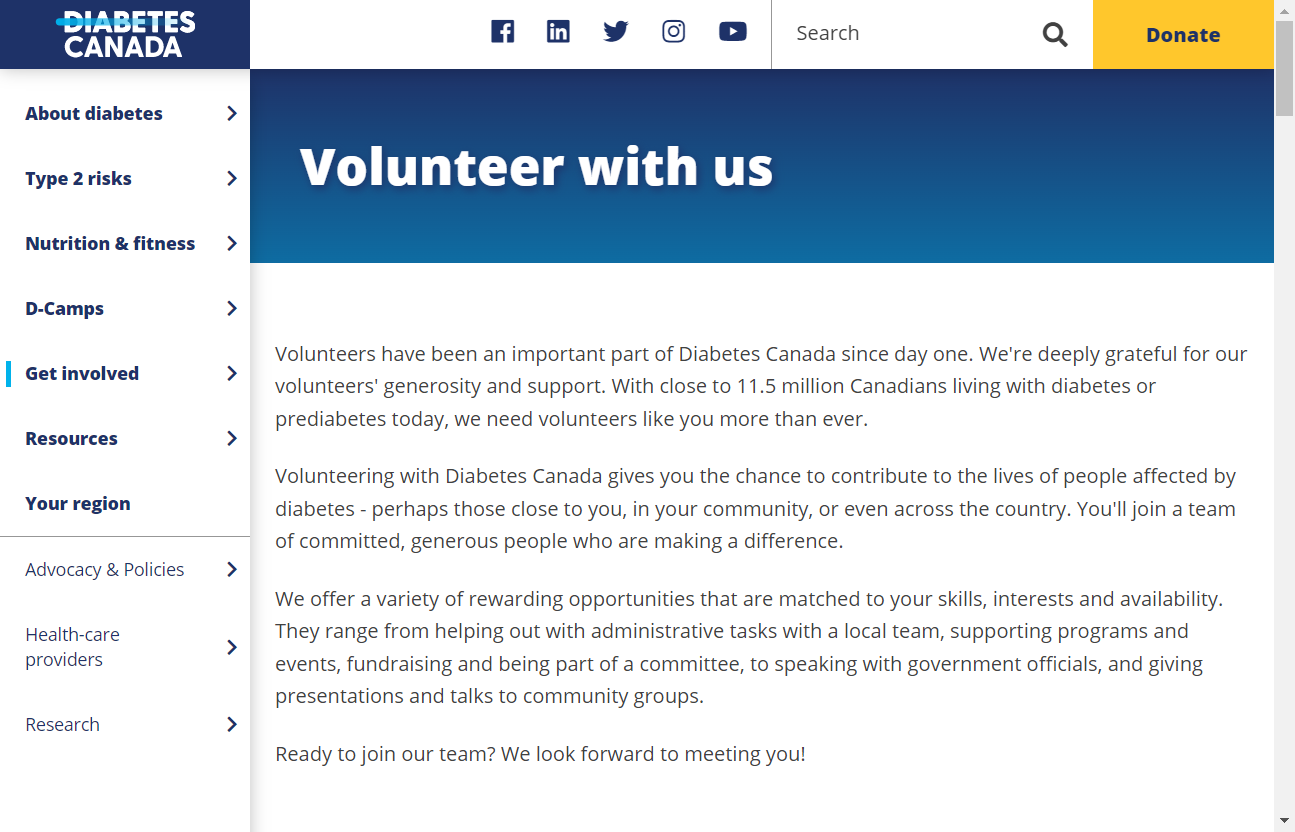 DIABETES
CANADA
Search
Donate
About diabetes
Type 2 risks
Nutrition & fitness
D-Camps
Get involved
Resources
Your region
Advocacy & Policies
Health-care
providers
Research
Volunteer with us
Volunteers have been an important part of Diabetes Canada since day one. We're deeply grateful for our
volunteers' generosity and support. With close to 11.5 million Canadians living with diabetes or
prediabetes today, we need volunteers like you more than ever.
Volunteering with Diabetes Canada gives you the chance to contribute to the lives of people affected by
diabetes - perhaps those close to you, in your community, or even across the country. You'll join a team
of committed, generous people who are making a difference.
We offer a variety of rewarding opportunities that are matched to your skills, interests and availability.
They range from helping out with administrative tasks with a local team, supporting programs and
events, fundraising and being part of a committee, to speaking with government officials, and giving
presentations and talks to community groups.
Ready to join our team? We look forward to meeting you!